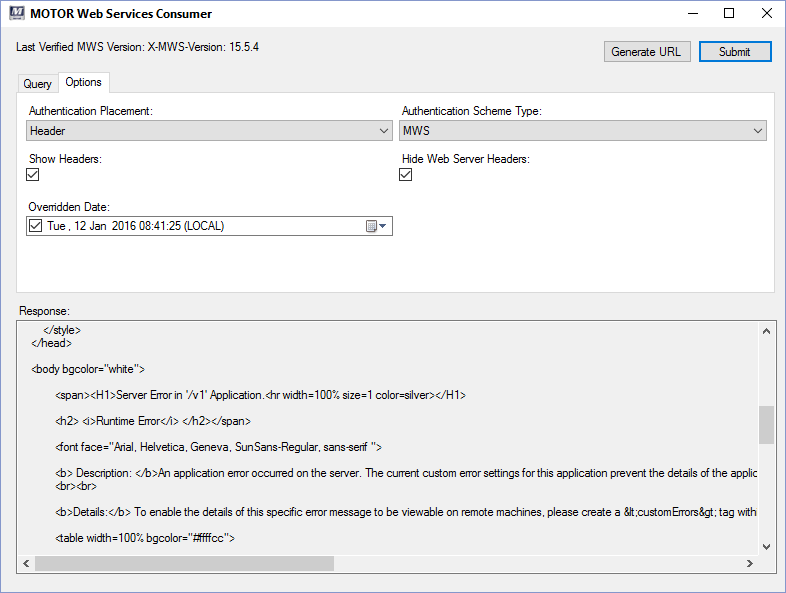 MOTOR Web Services Consumer
Last Verified MWS Version: X-MWS-Version: 15.5.4
Generate URL
Submit
Query
Options
Authentication Placement:
Authentication Scheme Type:
Header
MWS
Show Headers:
Hide Web Server Headers:
Overridden Date:
Tue , 12 Jan 2016 08:41:25 (LOCAL)
Response:
</style>
</head>
<body bgcolor="white">
<span><H1>Server Error in '/v1' Application.<hr width=100% size=1 color=silver></H1>
<h2> <i>Runtime Error</i> </h2></span>
<font face="Arial, Helvetica, Geneva, SunSans-Regular, sans-serif ">
<b> Description: </b>An application error occurred on the server. The current custom error settings for this application prevent the details of the applic
<br><br>
<b>Details:</b> To enable the details of this specific error message to be viewable on remote machines, please create a &lt;customErrors&gt; tag with
<table width=100% bgcolor="#ffffcc">